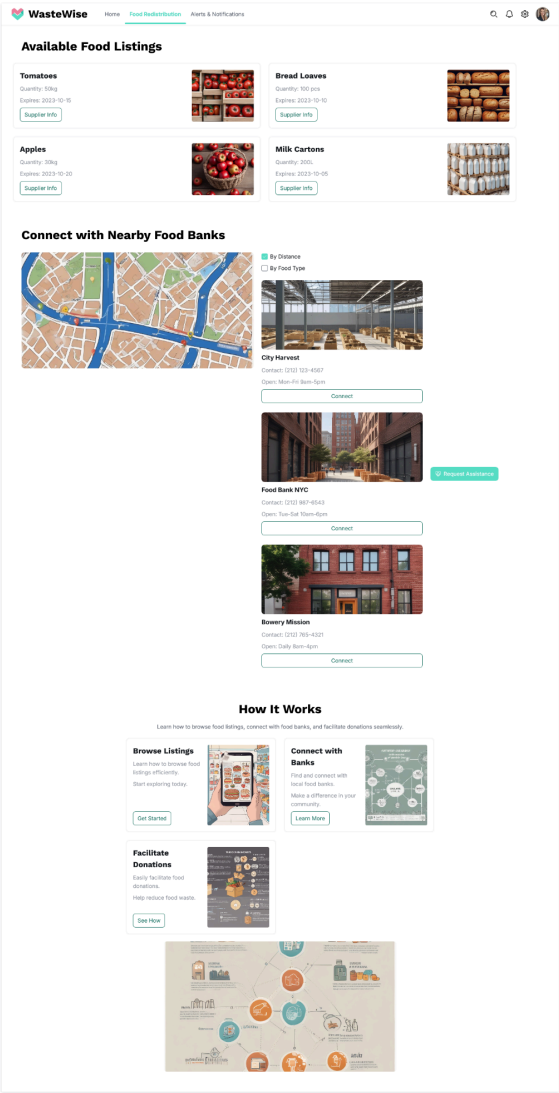 WasteWise
Home
Food Redistribution
Alerts & Notifications
Available Food Listings
Tomatoes
Quantity: 50kg
Expires: 2023-10-15
Supplier Info
Bread Loaves
Quantity: 100 pcs
Expires: 2023-10-10
Supplier Info
Apples
Quantity: 30kg
Expires: 2023-10-20
Supplier Info
Milk Cartons
Quantity: 200L
Expires: 2023-10-05
Supplier Info
Connect with Nearby Food Banks
By Distance
By Food Type
City Harvest
Contact: (212) 123-4567
Open: Mon-Fri 9am-5pm
Connect
Food Bank NYC
Contact: (212) 987-6543
Open: Tue-Sat 10am-6pm
Connect
Request Assistance
Bowery Mission
Contact: (212) 765-4321
Open: Daily 8am-4pm
Connect
How It Works
Learn how to browse food listings, connect with food banks, and facilitate donations seamlessly.
Browse Listings
Learn how to browse food
listings efficiently.
Start exploring today.
Get Started
Connect with
Banks
Find and connect with
local food banks.
Make a difference in your
community.
Learn More
Facilitate
Donations
Easily facilitate food
donations.
Help reduce food waste.
See How